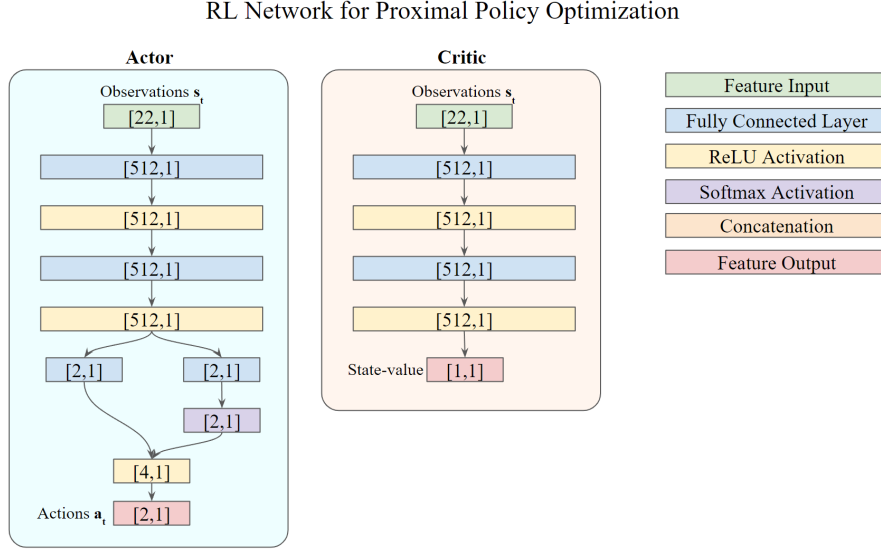 RL Network for Proximal Policy Optimization
Actor
Observations sₜ
[22,1]
[512,1]
[512,1]
[512,1]
[512,1]
[2,1]
[2,1]
[2,1]
[4,1]
Actions aₜ
[2,1]
Critic
Observations sₜ
[22,1]
[512,1]
[512,1]
[512,1]
[512,1]
State-value
[1,1]
Feature Input
Fully Connected Layer
ReLU Activation
Softmax Activation
Concatenation
Feature Output